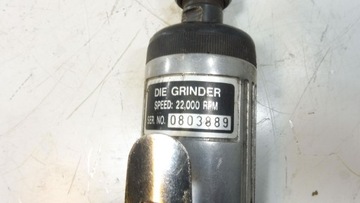 DIE GRINDER
SPEED: 22,000 RPM
SER. NO. 0803889